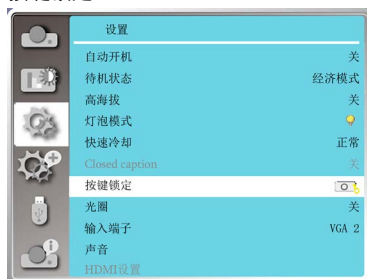 设置
自动开机 关
待机状态 经济模式
高海拔 关
灯泡模式
快速冷却 正常
Closed caption 关
按键锁定
光圈 关
输入端子 VGA 2
声音
HDMI设置